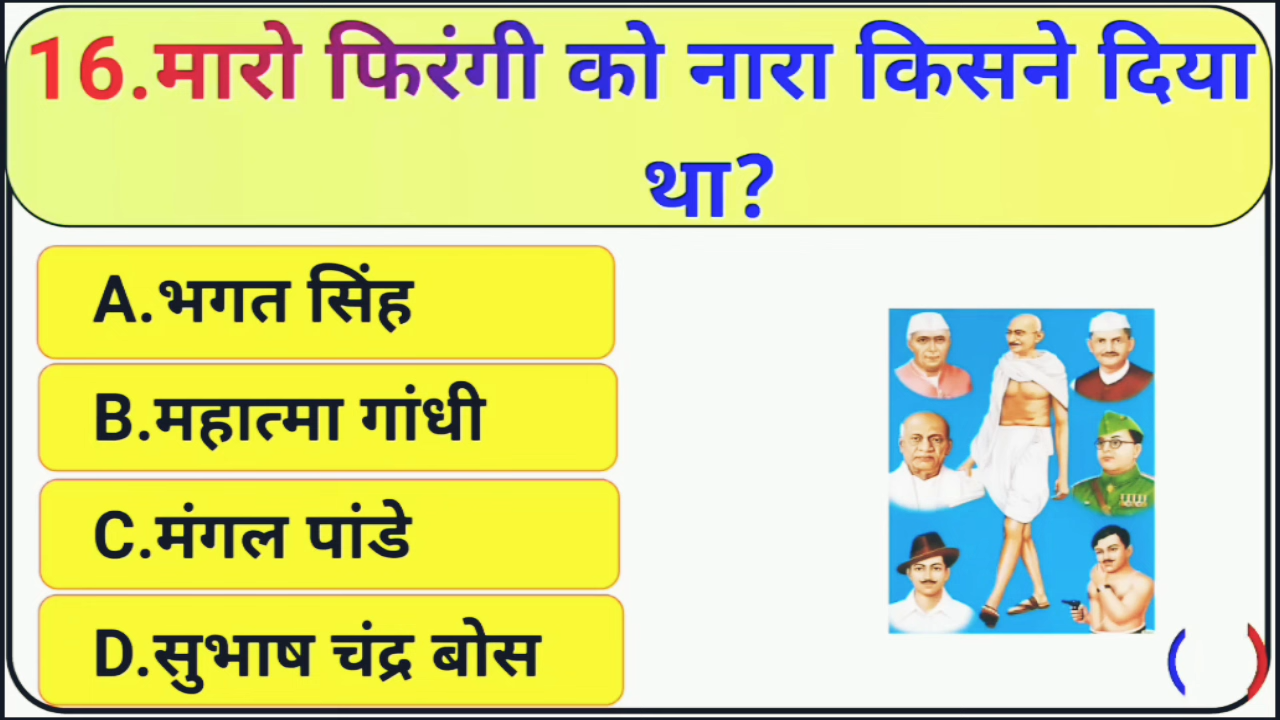 16.मारो फिरंगी को नारा किसने दिया
था?
A.भगत सिंह
B.महात्मा गांधी
C.मंगल पांडे
D.सुभाष चंद्र बोस